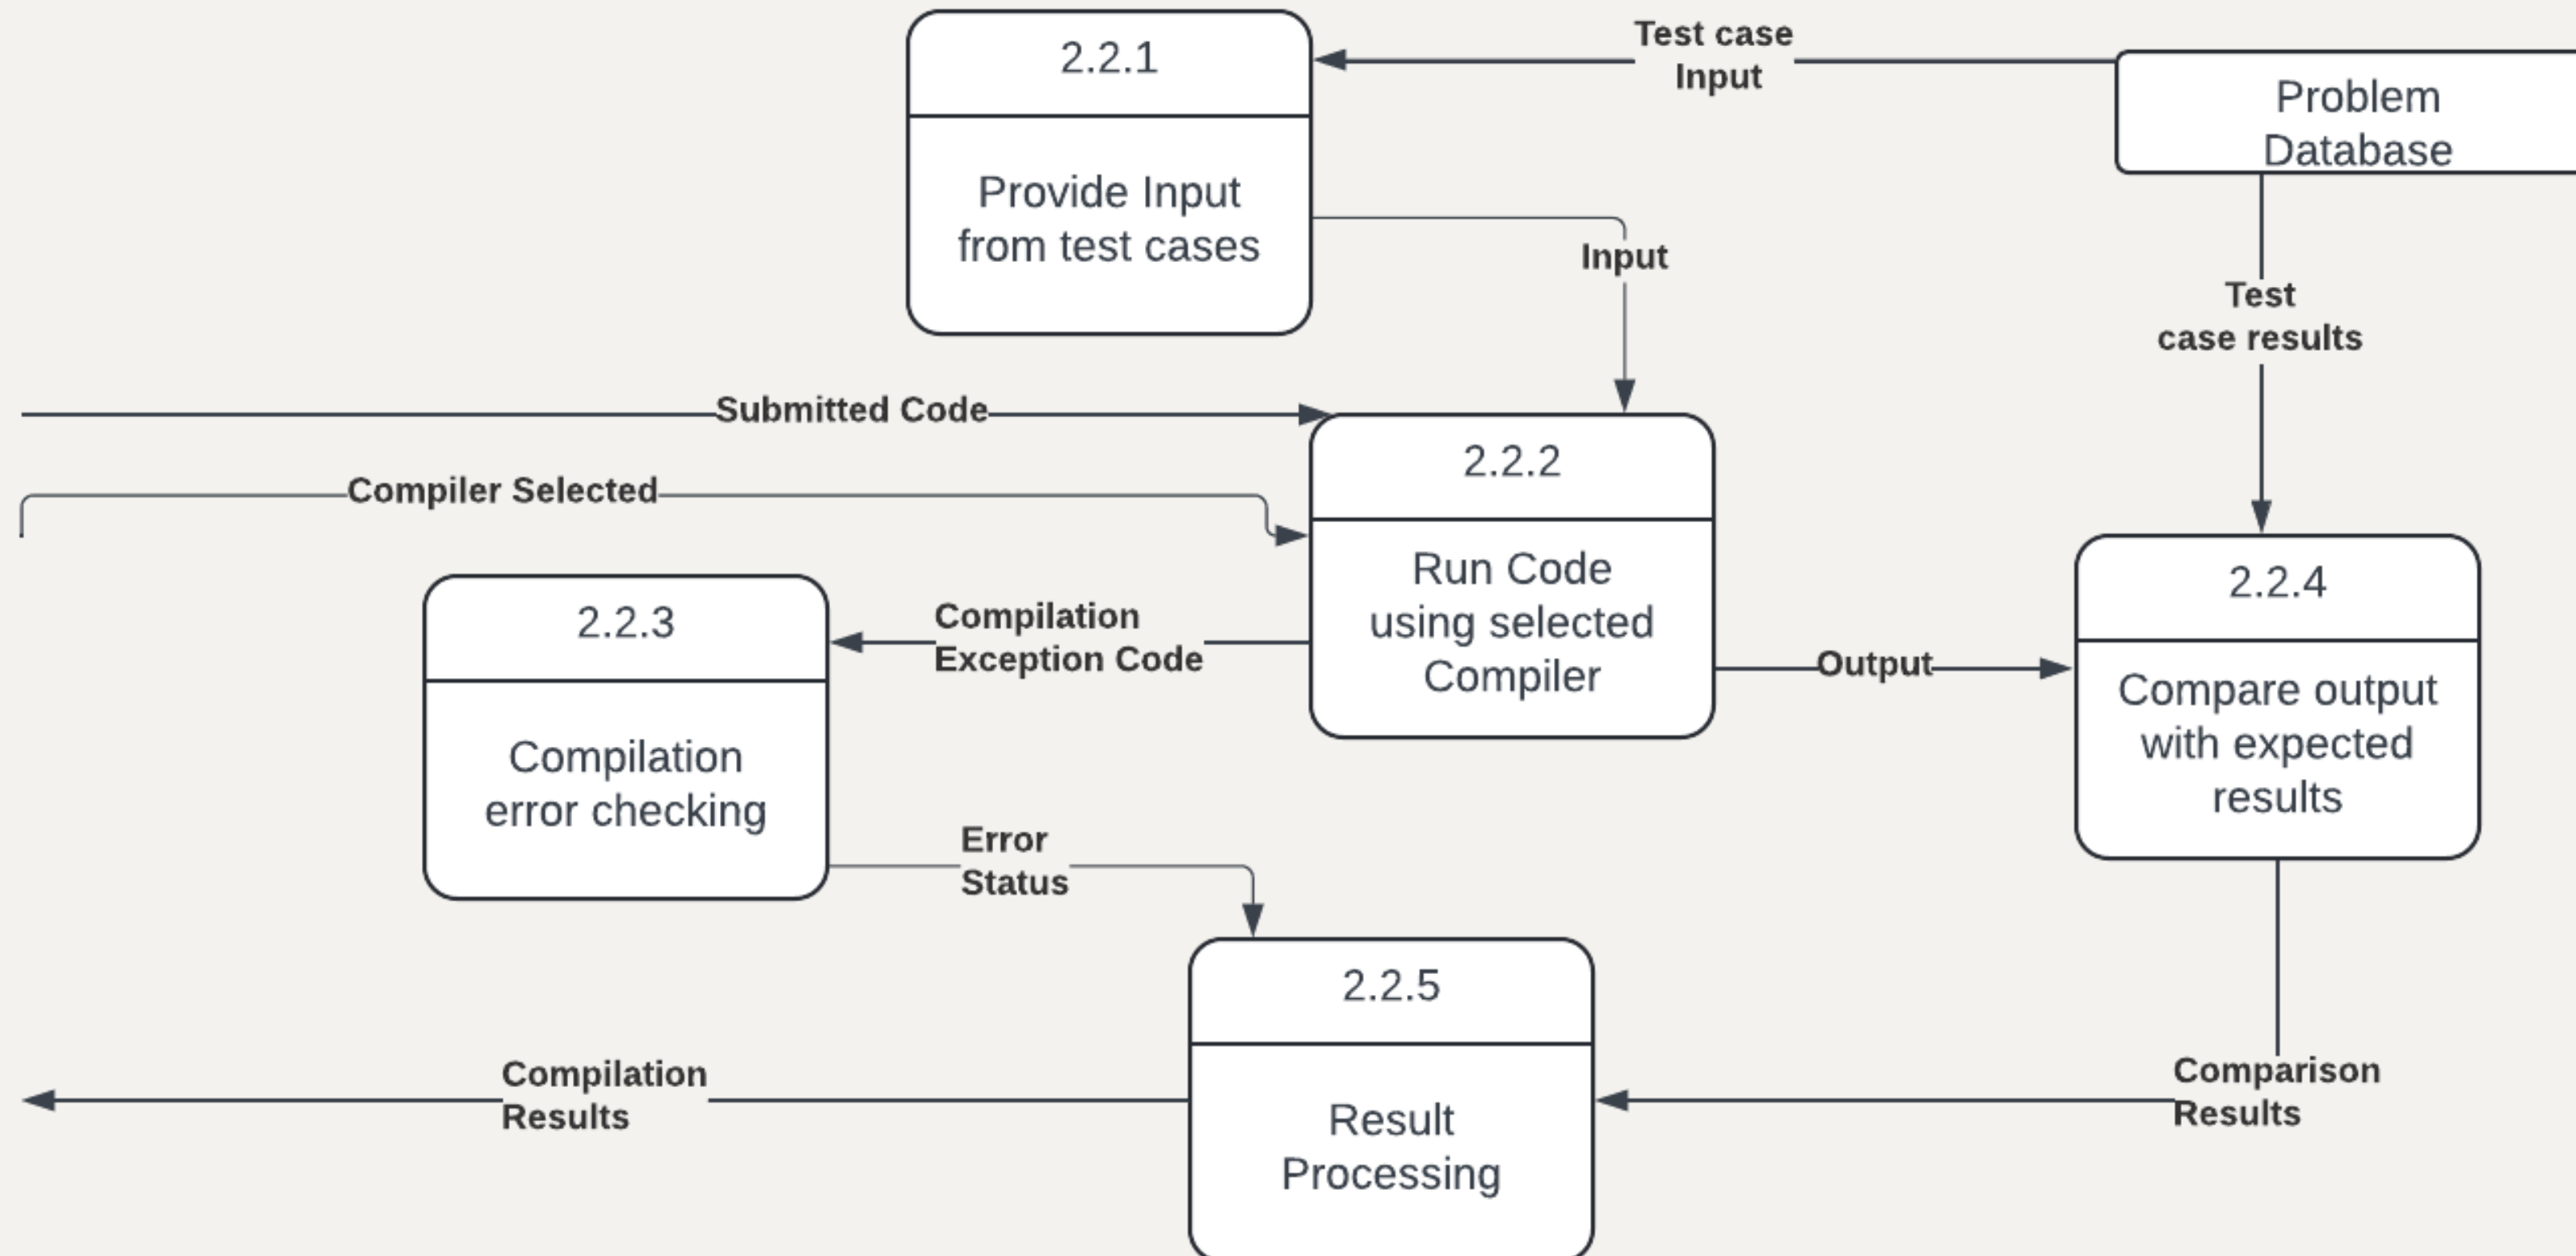 2.2.1
Provide Input
from test cases
Test case
Input
Problem
Database
Input
Test
case results
Submitted Code
Compiler Selected
2.2.2
Run Code
using selected
Compiler
2.2.3
Compilation
error checking
Compilation
Exception Code
Output
2.2.4
Compare output
with expected
results
Error
Status
2.2.5
Result
Processing
Compilation
Results
Comparison
Results